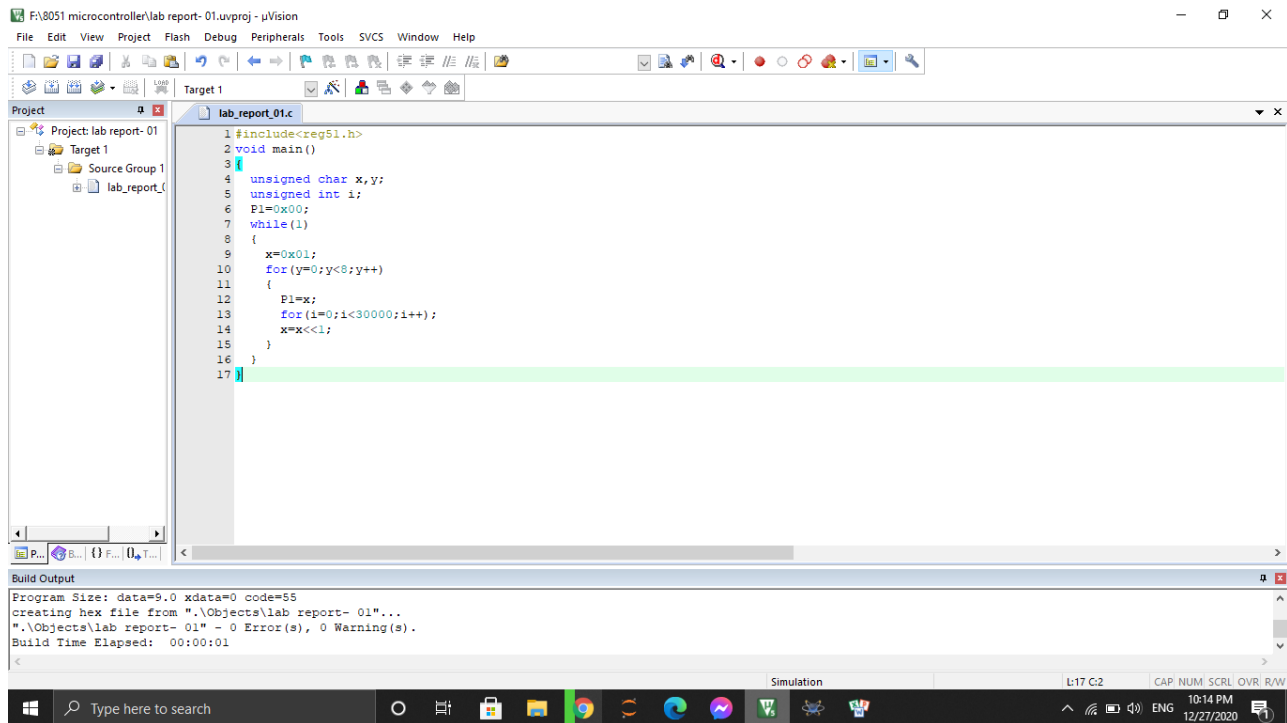 F:\8051 microcontroller\lab report- 01.uvproj - µVision
File Edit View Project Flash Debug Peripherals Tools SVCS Window Help
LOAD Target 1
Project
Project: lab report- 01
Target 1
Source Group 1
lab_report_0
P... B... {} F... T...
lab_report_01.c
1 #include<reg51.h>
2 void main()
3 {
4   unsigned char x,y;
5   unsigned int i;
6   P1=0x00;
7   while(1)
8   {
9     x=0x01;
10     for(y=0;y<8;y++)
11     {
12       P1=x;
13       for(i=0;i<30000;i++);
14       x=x<<1;
15     }
16   }
17 }
Build Output
Program Size: data=9.0 xdata=0 code=55
creating hex file from ".\Objects\lab report- 01"...
".\Objects\lab report- 01" - 0 Error(s), 0 Warning(s).
Build Time Elapsed:  00:00:01
Simulation L:17 C:2 CAP NUM SCRL OVR R/W
Type here to search ENG 10:14 PM
12/27/2020